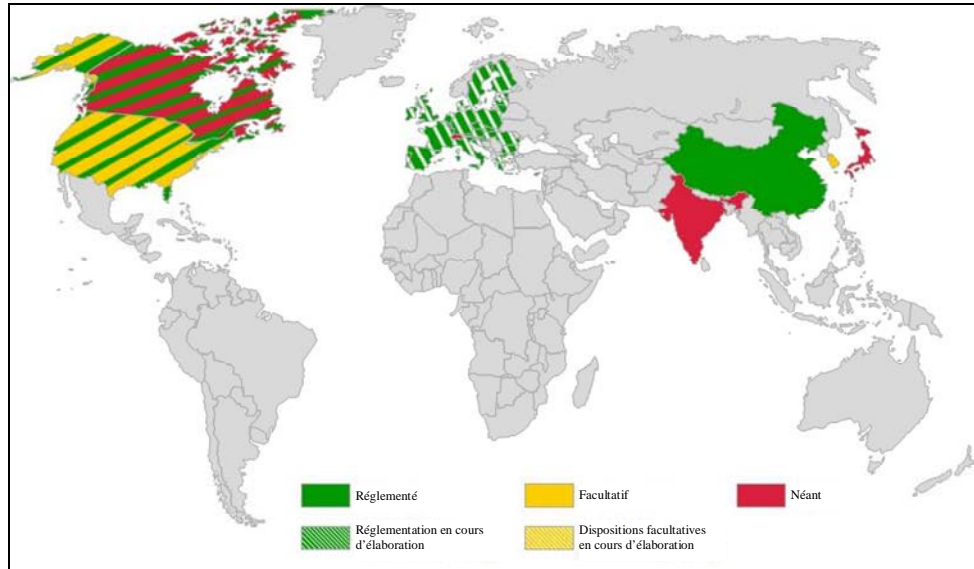 Réglementé
Facultatif
Néant
Réglementation en cours
d’élaboration
Dispositions facultatives
en cours d’élaboration